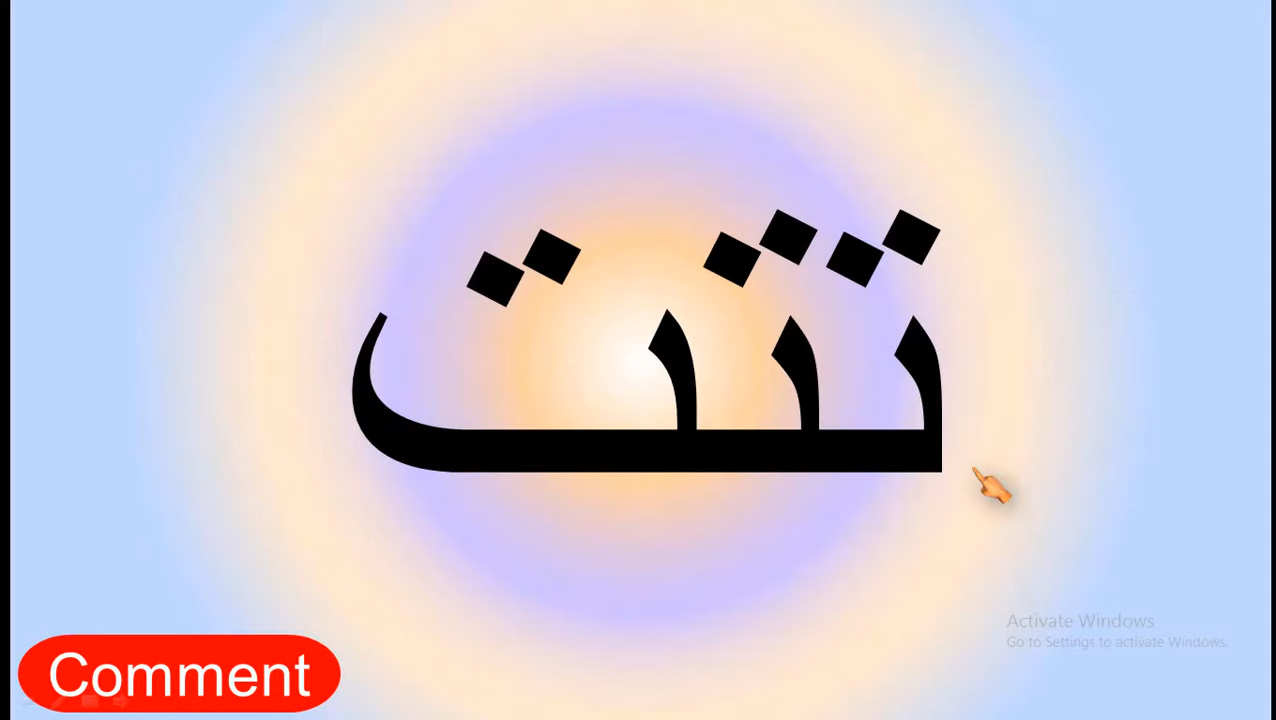 تتت
Activate Windows
Go to Settings to activate Windows.
Comment